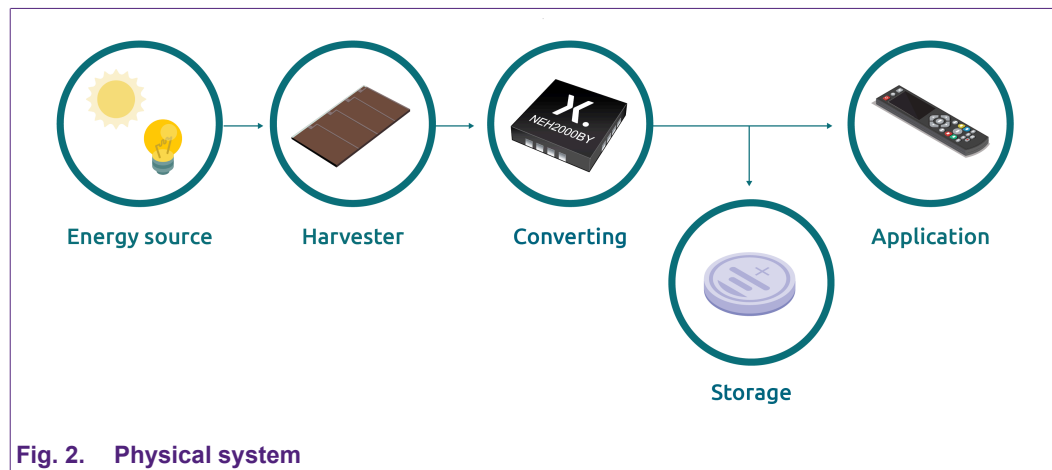 X.
NEH2000BY
Energy source
Harvester
Converting
Application
Storage
Fig. 2. Physical system